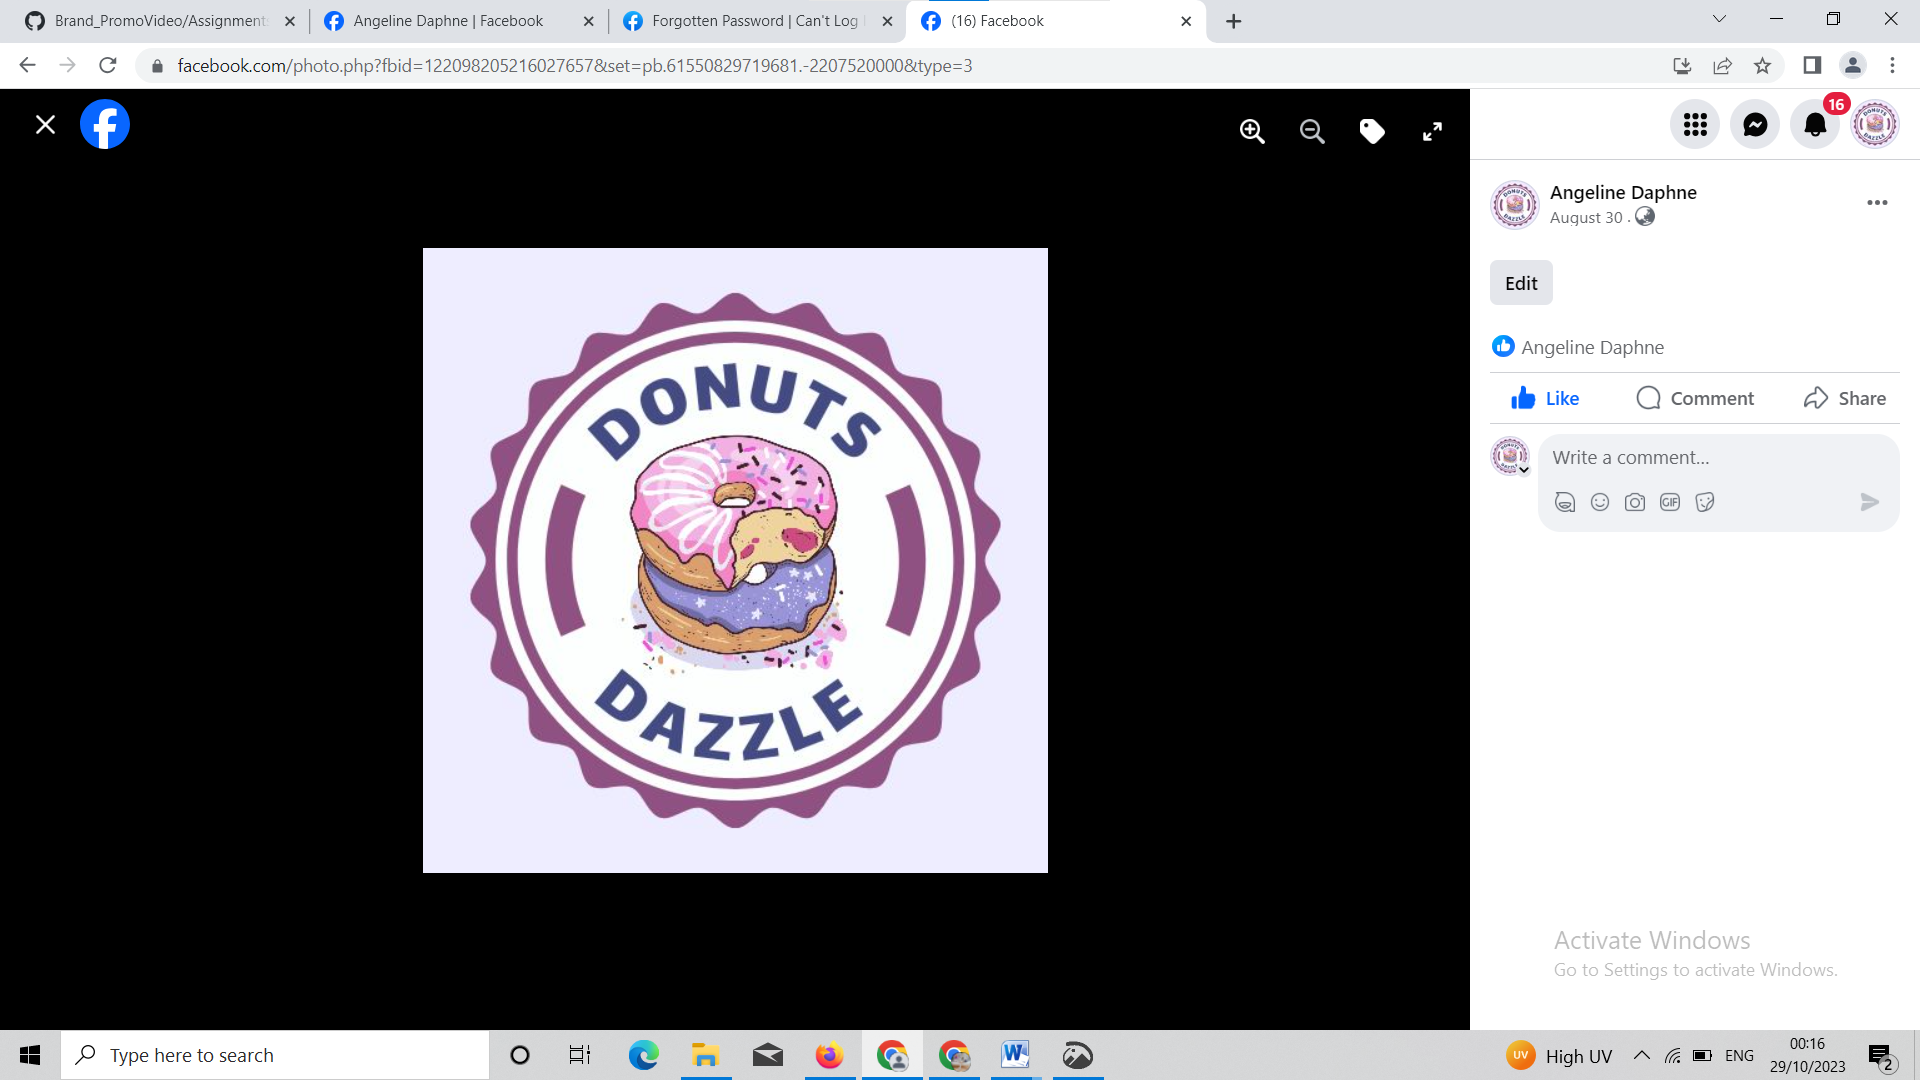 Brand_PromoVideo/Assignment
Angeline Daphne | Facebook
Forgotten Password | Can't Log
(16) Facebook
facebook.com/photo.php?fbid=122098205216027657&set=pb.61550829719681.-2207520000&type=3
16
DONUTS
DAZZLE
Angeline Daphne
August 30 ·
Edit
Angeline Daphne
Like
Comment
Share
Write a comment...
GIF
Activate Windows
Go to Settings to activate Windows.
Type here to search
UV
High UV
ENG
00:16
29/10/2023
2